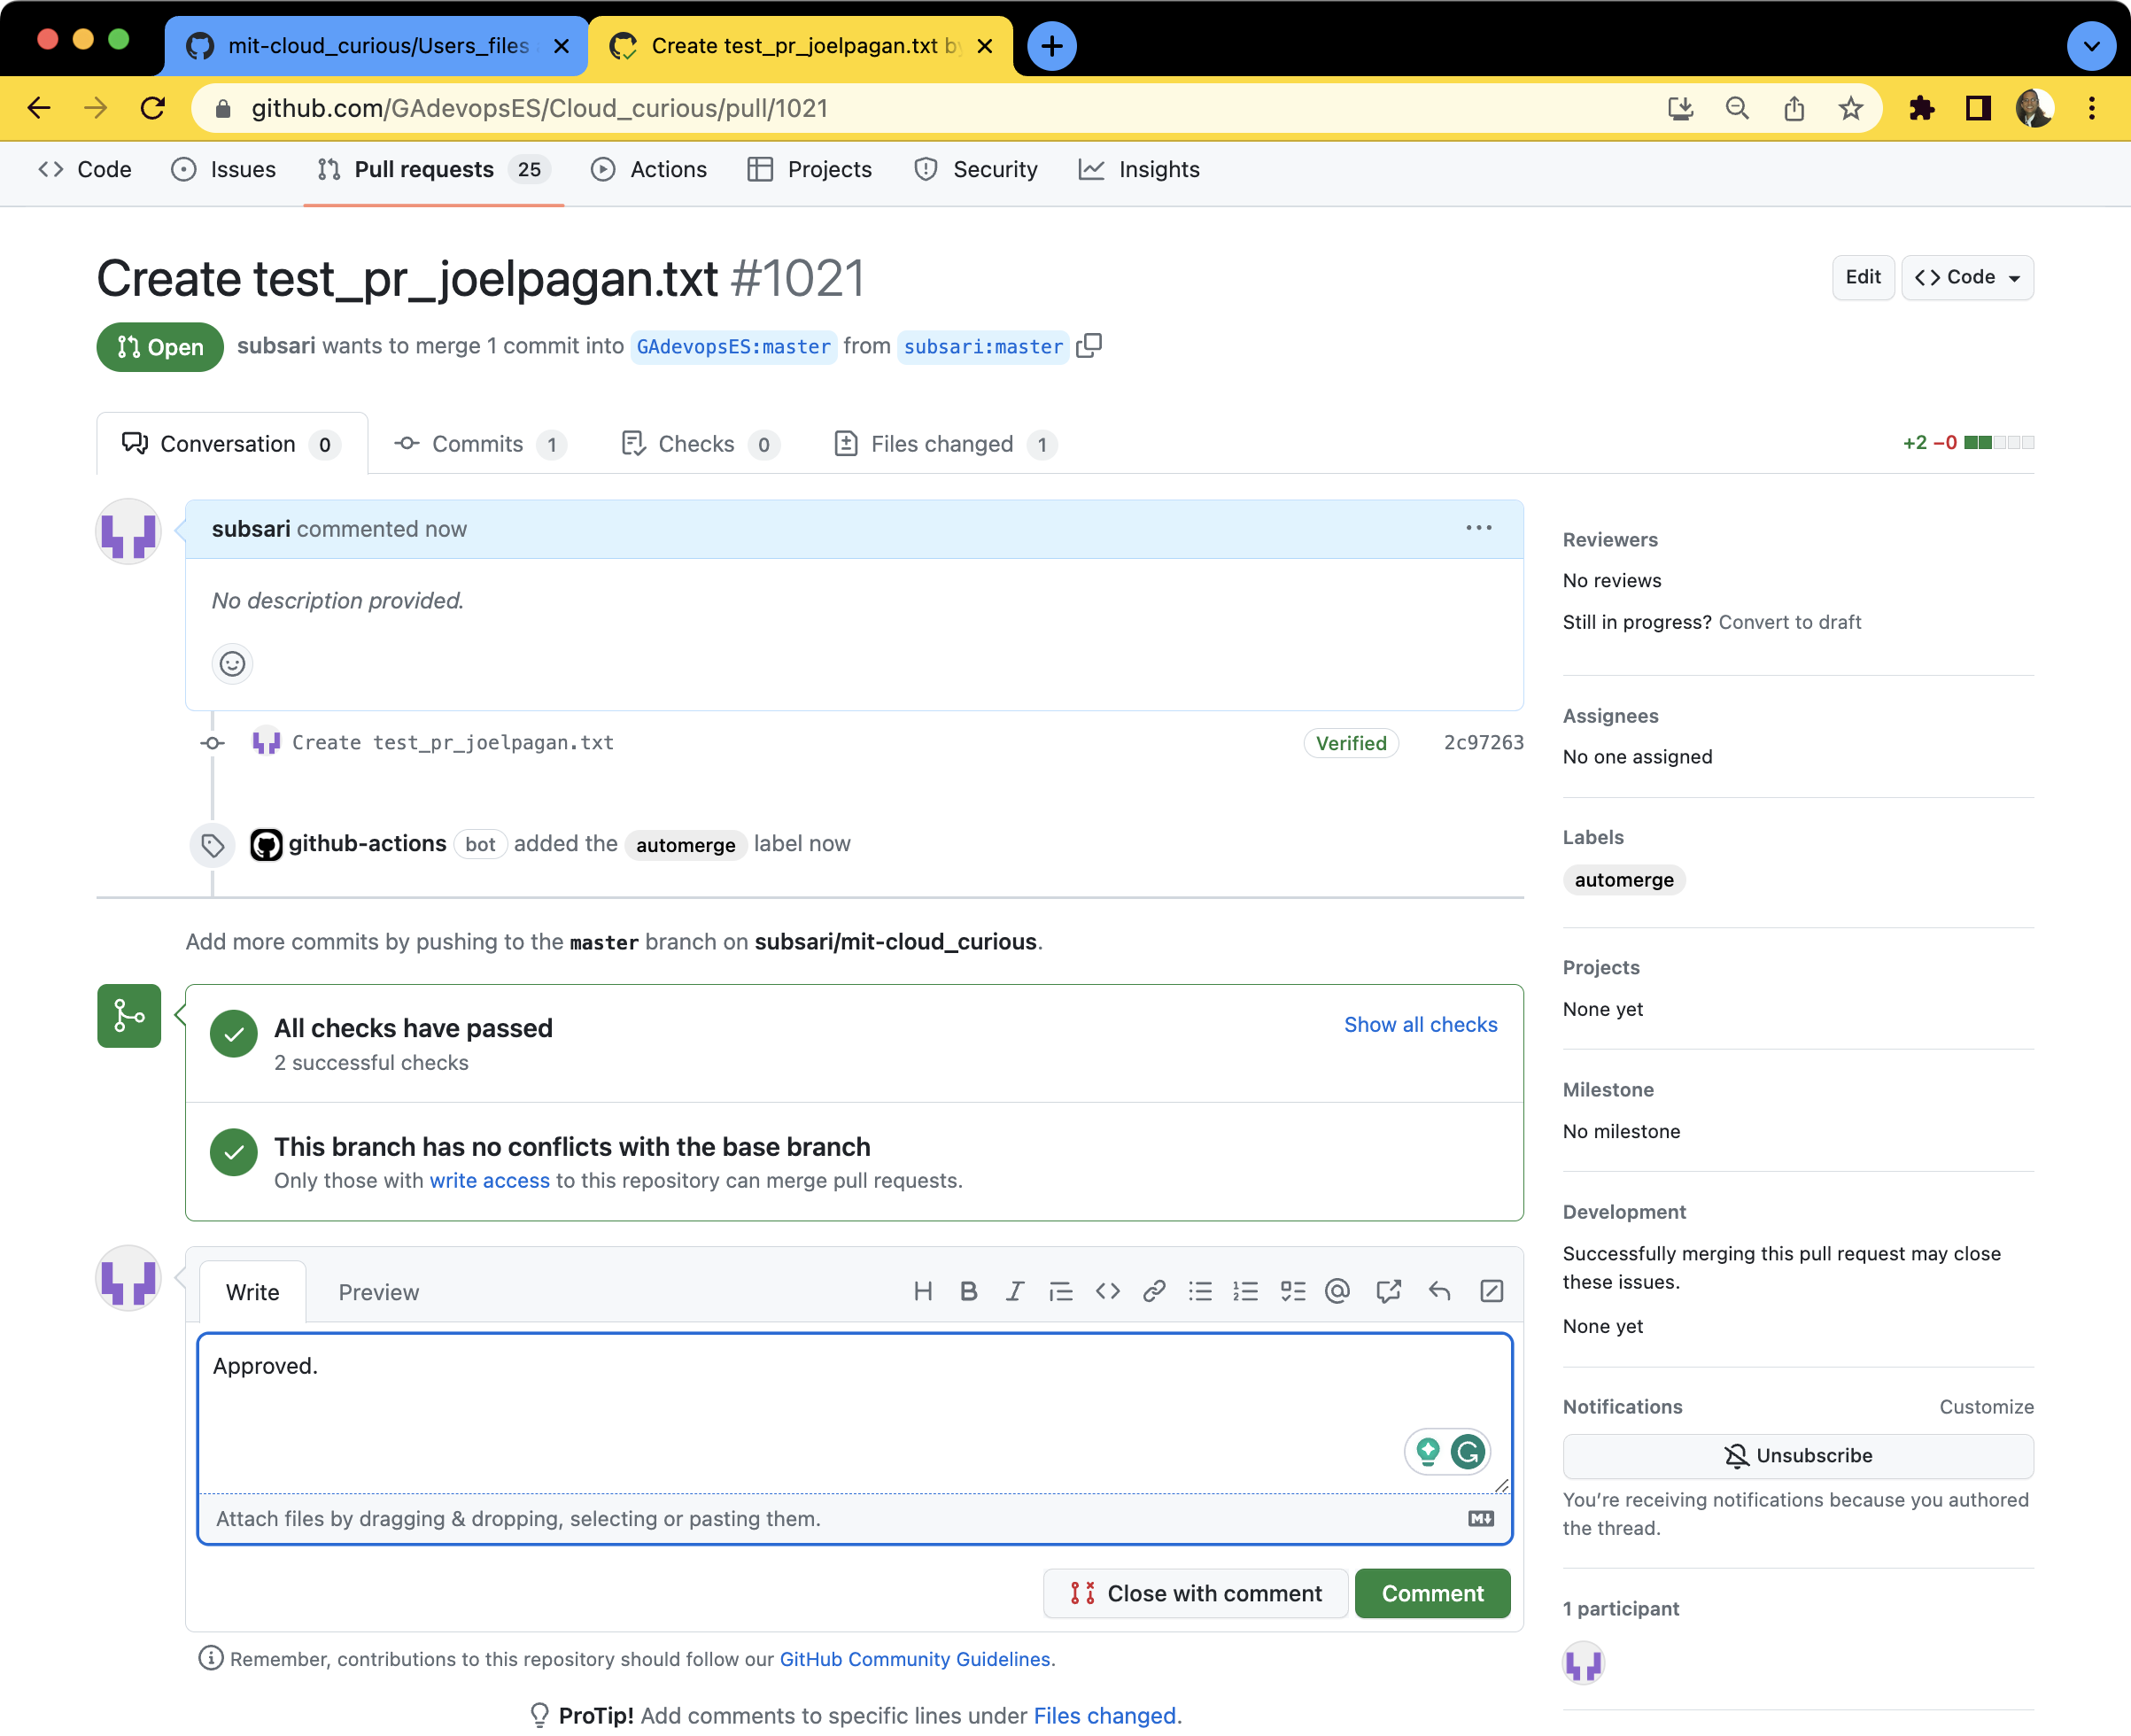 mit-cloud_curious/Users_files
Create test_pr_joelpagan.txt by
github.com/GAdevopsES/Cloud_curious/pull/1021
Code Issues Pull requests 25 Actions Projects Security Insights
Create test_pr_joelpagan.txt #1021
Edit Code
Open subsari wants to merge 1 commit into GAdevopsES:master from subsari:master
Conversation 0 Commits 1 Checks 0 Files changed 1
+2 −0
subsari commented now
No description provided.
Create test_pr_joelpagan.txt Verified 2c97263
github-actions bot added the automerge label now
Add more commits by pushing to the master branch on subsari/mit-cloud_curious.
All checks have passed
Show all checks
2 successful checks
This branch has no conflicts with the base branch
Only those with write access to this repository can merge pull requests.
Write Preview
H B I
Approved.
Attach files by dragging & dropping, selecting or pasting them.
Close with comment Comment
Remember, contributions to this repository should follow our GitHub Community Guidelines.
ProTip! Add comments to specific lines under Files changed.
Reviewers
No reviews
Still in progress? Convert to draft
Assignees
No one assigned
Labels
automerge
Projects
None yet
Milestone
No milestone
Development
Successfully merging this pull request may close
these issues.
None yet
Notifications Customize
Unsubscribe
You’re receiving notifications because you authored
the thread.
1 participant